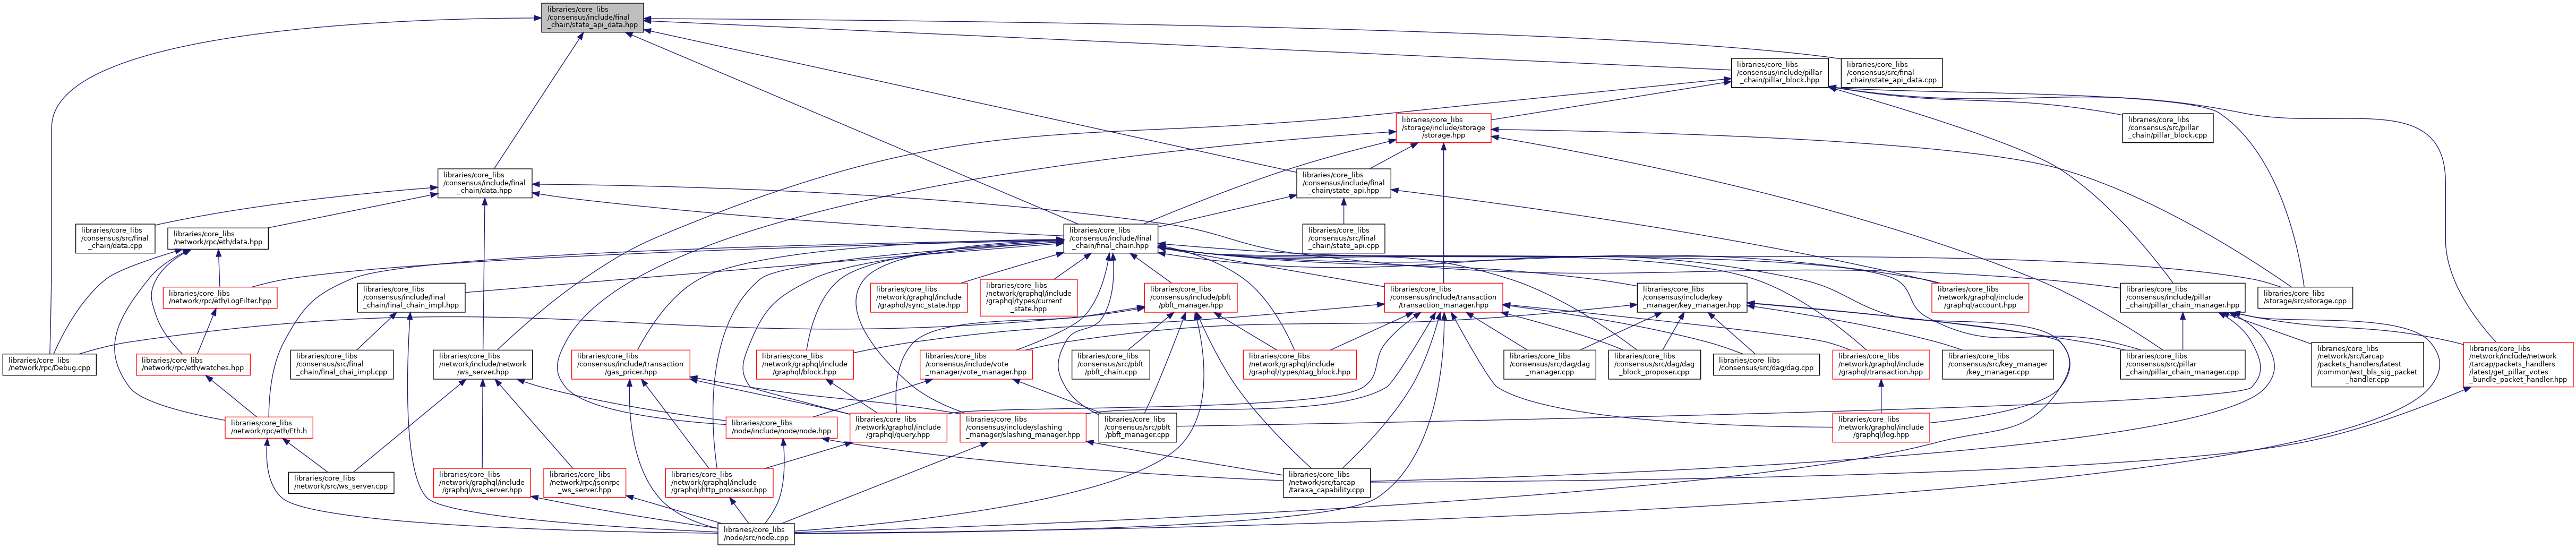 libraries/core_libs
/consensus/include/final
_chain/state_api_data.hpp
libraries/core_libs
/consensus/include/pillar
_chain/pillar_block.hpp
libraries/core_libs
/consensus/src/final
_chain/state_api_data.cpp
libraries/core_libs
/storage/include/storage
/storage.hpp
libraries/core_libs
/consensus/src/pillar
_chain/pillar_block.cpp
libraries/core_libs
/consensus/include/final
_chain/data.hpp
libraries/core_libs
/consensus/include/final
_chain/state_api.hpp
libraries/core_libs
/consensus/src/final
_chain/data.cpp
libraries/core_libs
/network/rpc/eth/data.hpp
libraries/core_libs
/consensus/include/final
_chain/final_chain.hpp
libraries/core_libs
/consensus/src/final
_chain/state_api.cpp
libraries/core_libs
/network/rpc/eth/LogFilter.hpp
libraries/core_libs
/consensus/include/final
_chain/final_chain_impl.hpp
libraries/core_libs
/network/graphql/include
/graphql/sync_state.hpp
libraries/core_libs
/network/graphql/include
/graphql/types/current
_state.hpp
libraries/core_libs
/consensus/include/pbft
/pbft_manager.hpp
libraries/core_libs
/consensus/include/transaction
/transaction_manager.hpp
libraries/core_libs
/consensus/include/key
_manager/key_manager.hpp
libraries/core_libs
/network/graphql/include
/graphql/account.hpp
libraries/core_libs
/consensus/include/pillar
_chain/pillar_chain_manager.hpp
libraries/core_libs
/storage/src/storage.cpp
libraries/core_libs
/network/rpc/Debug.cpp
libraries/core_libs
/network/rpc/eth/watches.hpp
libraries/core_libs
/consensus/src/final
_chain/final_chai_impl.cpp
libraries/core_libs
/network/include/network
/ws_server.hpp
libraries/core_libs
/consensus/include/transaction
/gas_pricer.hpp
libraries/core_libs
/network/graphql/include
/graphql/block.hpp
libraries/core_libs
/consensus/include/vote
_manager/vote_manager.hpp
libraries/core_libs
/consensus/src/pbft
/pbft_chain.cpp
libraries/core_libs
/network/graphql/include
/graphql/types/dag_block.hpp
libraries/core_libs
/consensus/src/dag/dag
_manager.cpp
libraries/core_libs
/consensus/src/dag/dag
_block_proposer.cpp
libraries/core_libs
/consensus/src/dag/dag.cpp
libraries/core_libs
/network/graphql/include
/graphql/transaction.hpp
libraries/core_libs
/consensus/src/key_manager
/key_manager.cpp
libraries/core_libs
/consensus/src/pillar
_chain/pillar_chain_manager.cpp
libraries/core_libs
/network/src/tarcap
/packets_handlers/latest
/common/ext_bls_sig_packet
_handler.cpp
libraries/core_libs
/network/include/network
/tarcap/packets_handlers
/latest/get_pillar_votes
_bundle_packet_handler.hpp
libraries/core_libs
/network/rpc/eth/Eth.h
libraries/core_libs
/node/include/node/node.hpp
libraries/core_libs
/network/graphql/include
/graphql/query.hpp
libraries/core_libs
/consensus/include/slashing
_manager/slashing_manager.hpp
libraries/core_libs
/consensus/src/pbft
/pbft_manager.cpp
libraries/core_libs
/network/graphql/include
/graphql/log.hpp
libraries/core_libs
/network/src/ws_server.cpp
libraries/core_libs
/network/graphql/include
/graphql/ws_server.hpp
libraries/core_libs
/network/rpc/jsonrpc
_ws_server.hpp
libraries/core_libs
/network/graphql/include
/graphql/http_processor.hpp
libraries/core_libs
/network/src/tarcap
/taraxa_capability.cpp
libraries/core_libs
/node/src/node.cpp